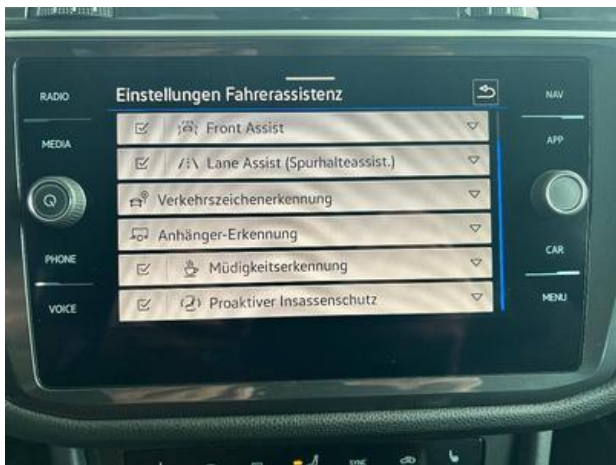 Einstellungen Fahrerassistenz
RADIO
MEDIA
PHONE
VOICE
Front Assist
Lane Assist (Spurhalteassist.)
Verkehrszeichenerkennung
Anhänger-Erkennung
Müdigkeitserkennung
Proaktiver Insassenschutz
NAV
APP
CAR
MENU
SYNC